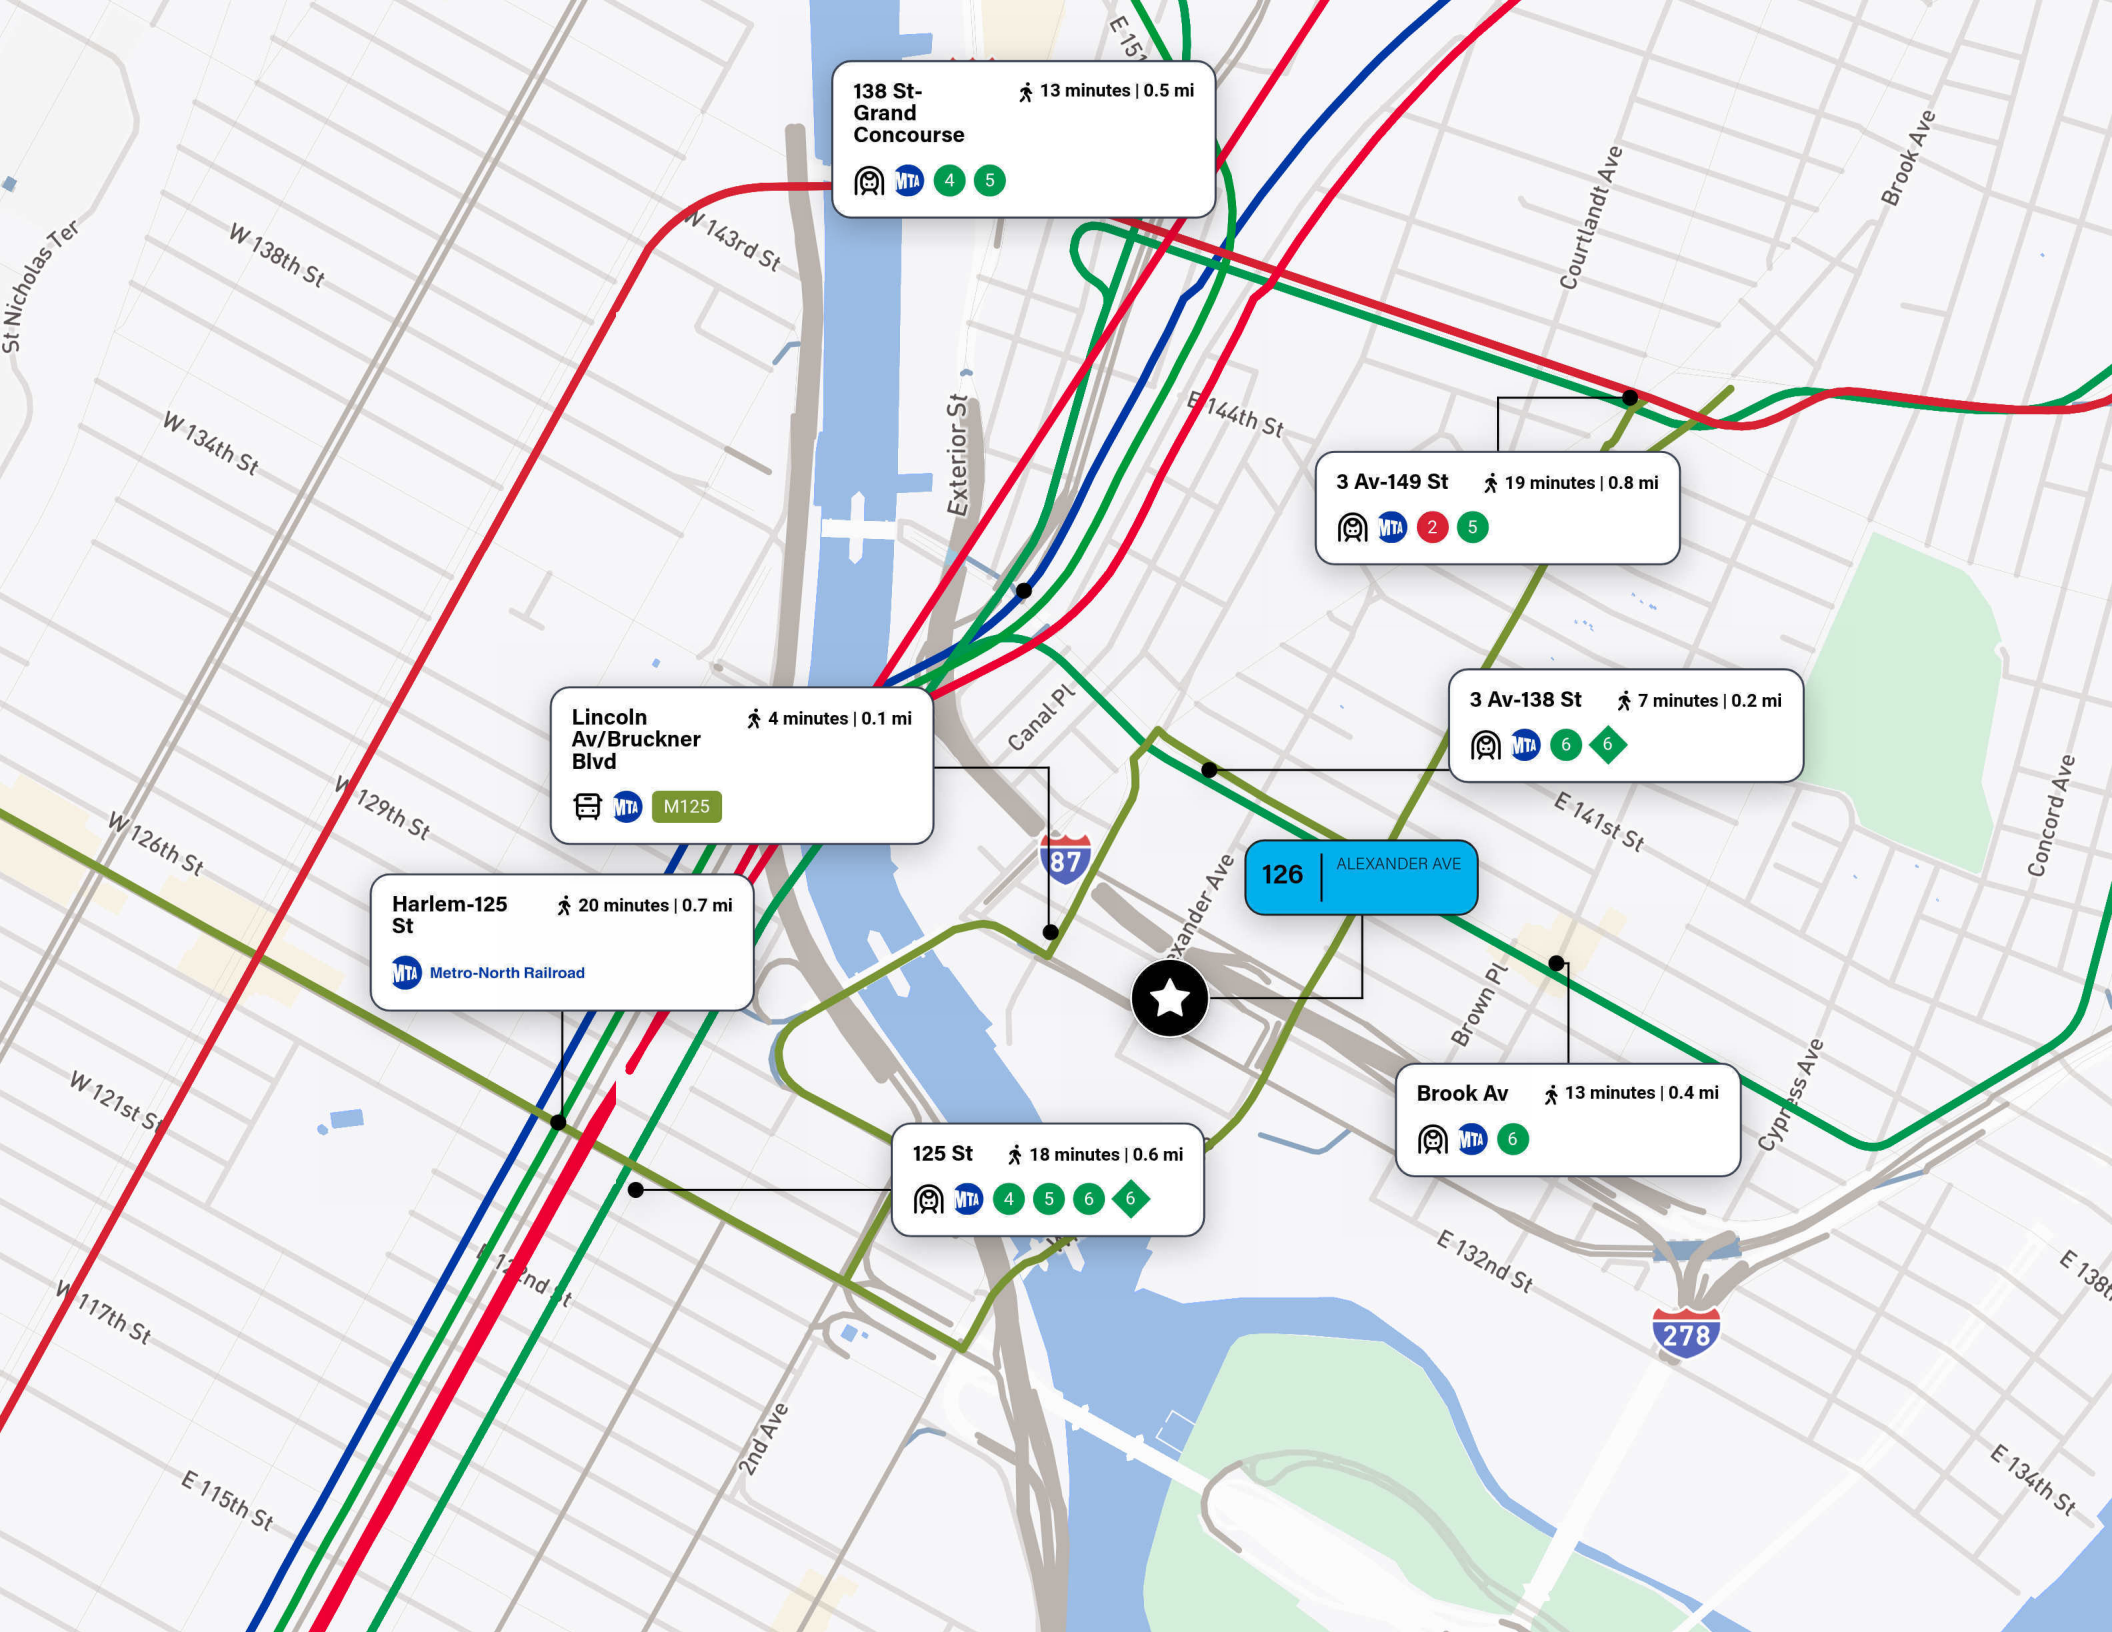 E 151
138 St-
Grand
Concourse
13 minutes | 0.5 mi
MTA 4 5
Brook Ave
Courtlandt Ave
W 143rd St
W 138th St
St Nicholas Ter
W 134th St
Exterior St
E 144th St
3 Av-149 St
19 minutes | 0.8 mi
MTA 2 5
Canal Pl
Lincoln
Av/Bruckner
Blvd
4 minutes | 0.1 mi
MTA M125
3 Av-138 St
7 minutes | 0.2 mi
MTA 6 6
W 129th St
W 126th St
87
E 141st St
Concord Ave
126
ALEXANDER AVE
exander Ave
Harlem-125
St
20 minutes | 0.7 mi
MTA Metro-North Railroad
Brown Pl
W 121st St
Brook Av
13 minutes | 0.4 mi
MTA 6
Cypress Ave
125 St
18 minutes | 0.6 mi
MTA 4 5 6 6
E 122nd St
E 132nd St
E 138th
W 117th St
278
2nd Ave
E 115th St
E 134th St